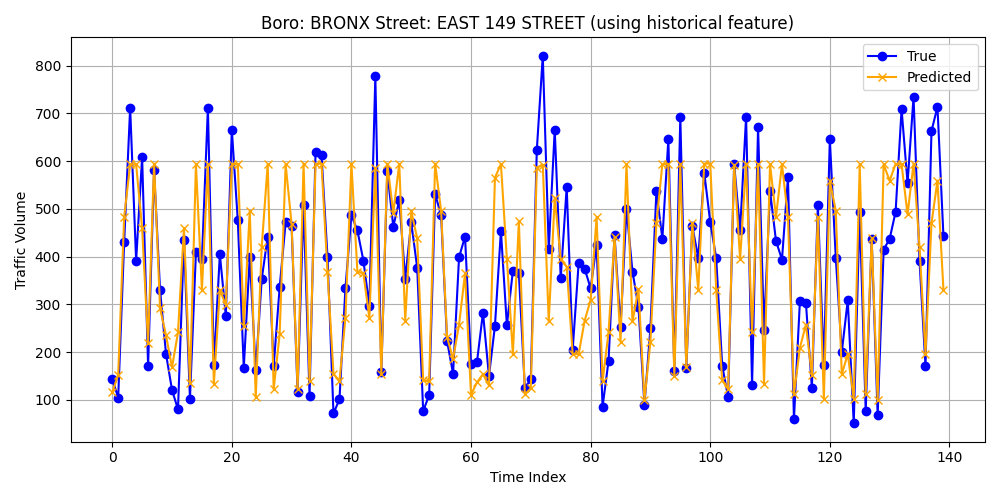 Boro: BRONX Street: EAST 149 STREET (using historical feature)
True
Predicted
Traffic Volume
800
700
600
500
400
300
200
100
0 20 40 60 80 100 120 140
Time Index